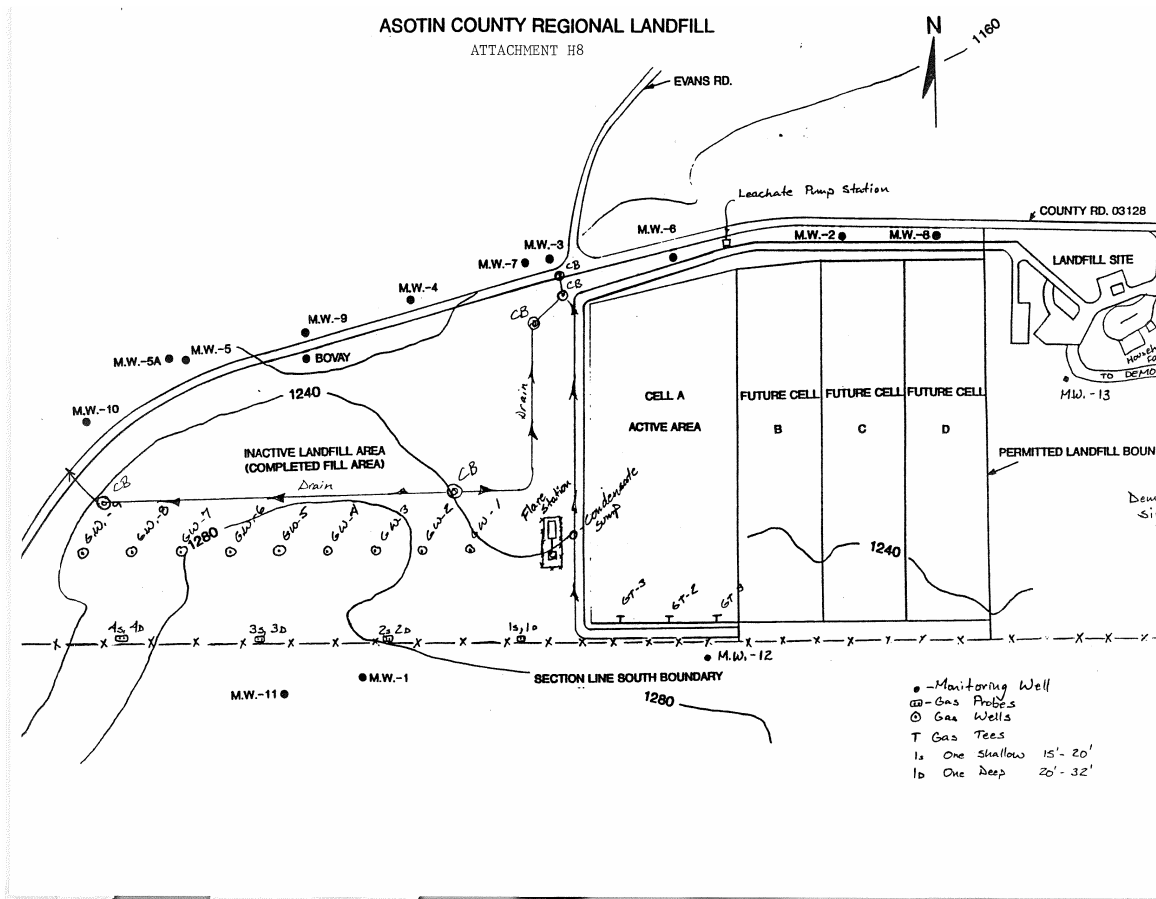 ASOTIN COUNTY REGIONAL LANDFILL
ATTACHMENT H8
N
1160
EVANS RD.
Leachate Pump Station
COUNTY RD. 03128
M.W.-6
M.W.-2
M.W.-8
M.W.-3
M.W.-7
CB
CB
CB
LANDFILL SITE
M.W.-4
M.W.-9
M.W.-5A
M.W.-5
BOVAY
TO DEMO
M.W.-13
M.W.-10
1240
Drain
CELL A
ACTIVE AREA
FUTURE CELL
B
FUTURE CELL
C
FUTURE CELL
D
INACTIVE LANDFILL AREA
(COMPLETED FILL AREA)
PERMITTED LANDFILL BOUN
CB
Drain
CB
Flare Station
Condensate Sump
Dem
Si
G.W.-9
G.W.-8
GW-7
GW-6
GW-5
GW-4
GW-3
GW-2
GW-1
1280
1240
GT-3
GT-2
4s, 4D
3s, 3D
2s 2D
1s, 1D
M.W.-12
M.W.-1
M.W.-11
SECTION LINE SOUTH BOUNDARY
1280
-Monitoring Well
-Gas Probes
Gas Wells
T Gas Tees
1s One Shallow 15'-20'
1D One Deep 20'-32'